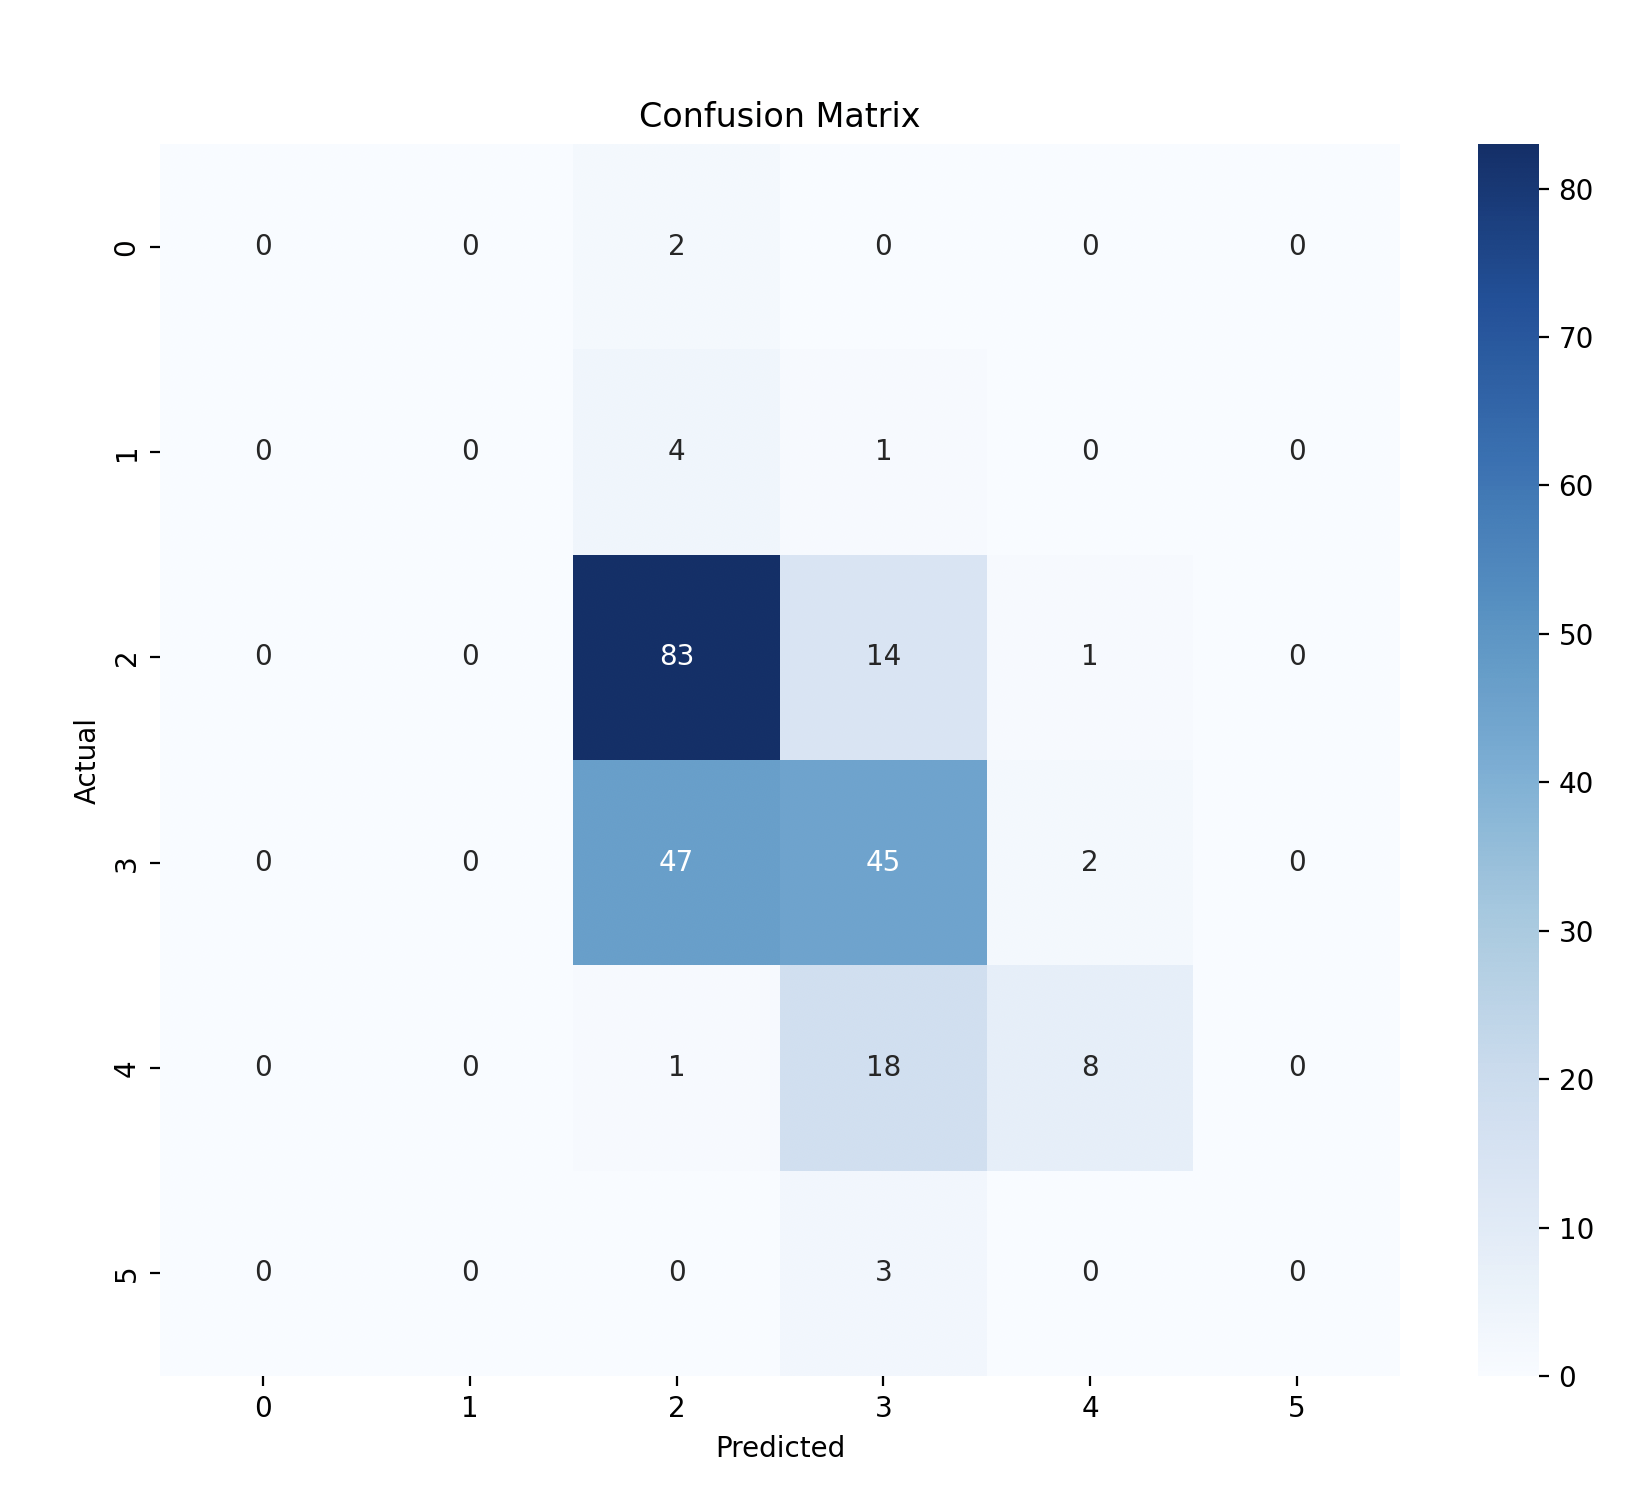 Confusion Matrix
0 0 0 2 0 0 0
1 0 0 4 1 0 0
2 0 0 83 14 1 0
3 0 0 47 45 2 0
4 0 0 1 18 8 0
5 0 0 0 3 0 0
0 1 2 3 4 5
Actual
Predicted
80
70
60
50
40
30
20
10
0